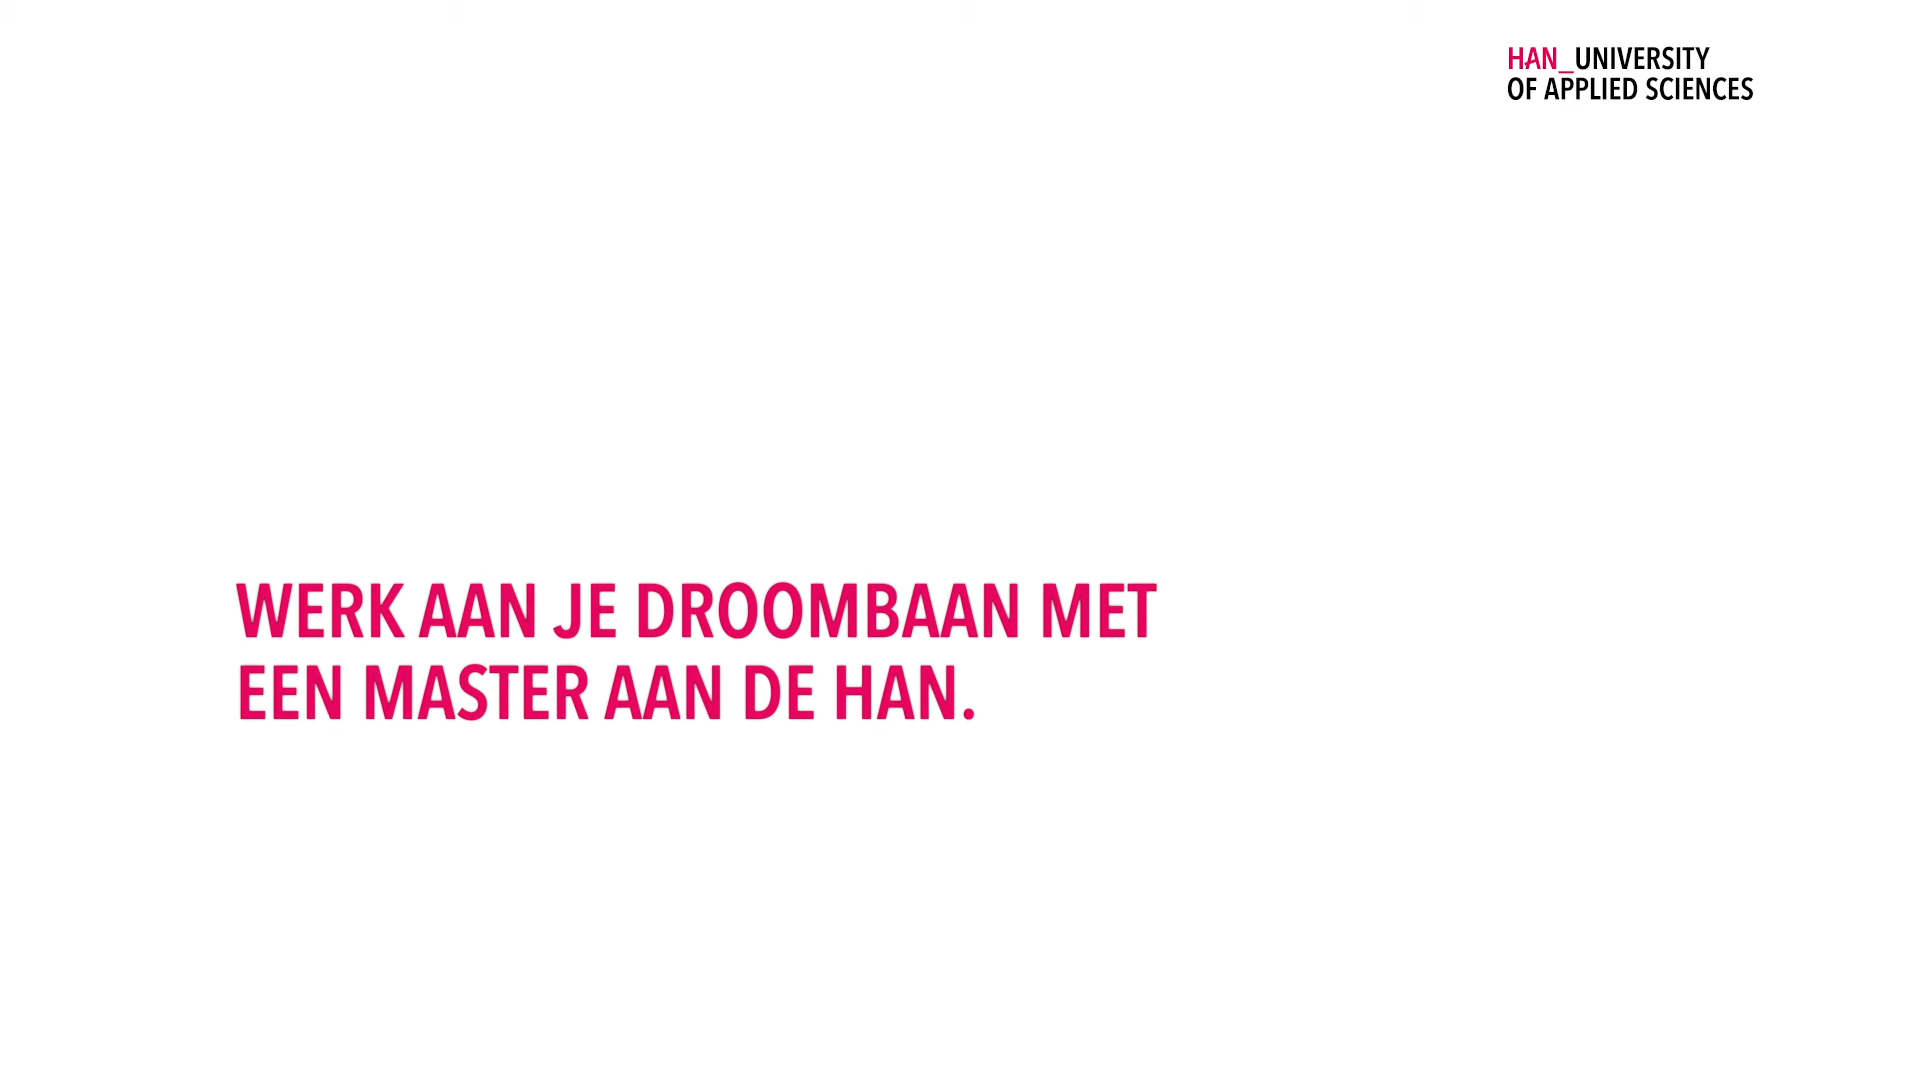 HAN_UNIVERSITY
OF APPLIED SCIENCES
WERK AAN JE DROOMBAAN MET
EEN MASTER AAN DE HAN.